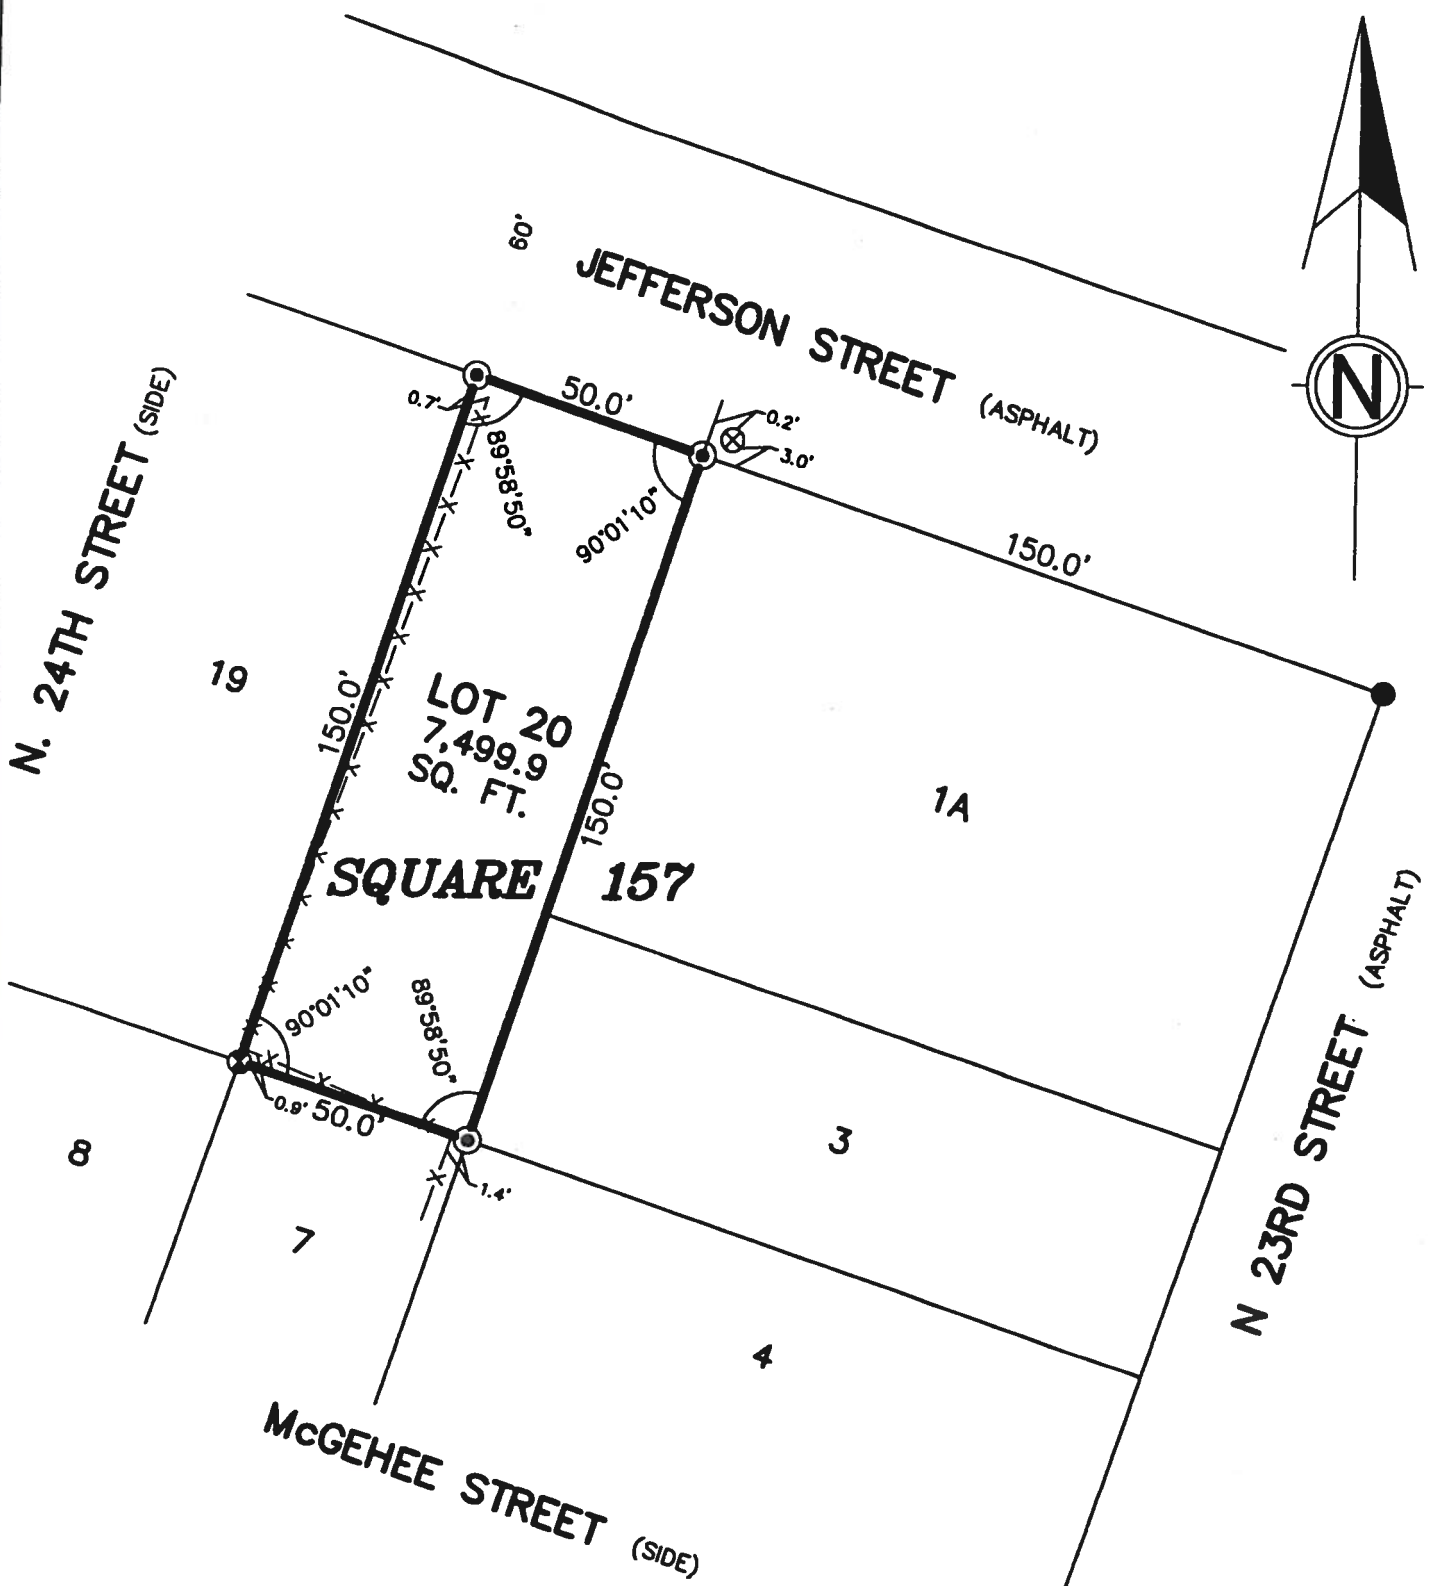 60'
JEFFERSON STREET (ASPHALT)
N
N. 24TH STREET (SIDE)
0.7'
50.0'
0.2'
3.0'
89°58'50"
90°01'10"
150.0'
19
150.0'
LOT 20
7,499.9
SQ. FT.
150.0'
1A
SQUARE 157
90°01'10"
89°58'50"
0.9'
50.0'
1.4'
8
7
3
4
N 23RD STREET (ASPHALT)
McGEHEE STREET (SIDE)